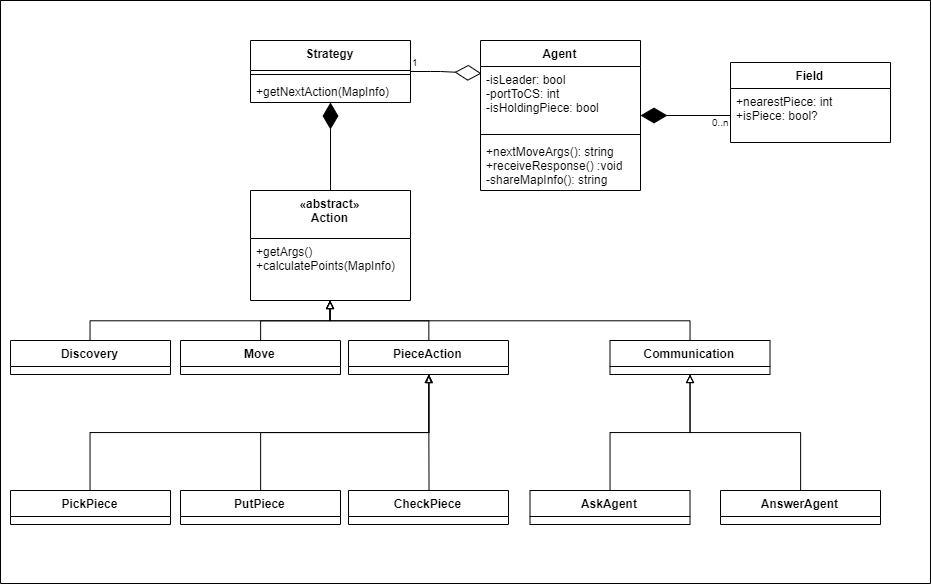 Strategy
+getNextAction(MapInfo)
1
Agent
-isLeader: bool
-portToCS: int
-isHoldingPiece: bool
+nextMoveArgs(): string
+receiveResponse() :void
-shareMapInfo(): string
0..n
Field
+nearestPiece: int
+isPiece: bool?
«abstract»
Action
+getArgs()
+calculatePoints(MapInfo)
Discovery
Move
PieceAction
Communication
PickPiece
PutPiece
CheckPiece
AskAgent
AnswerAgent